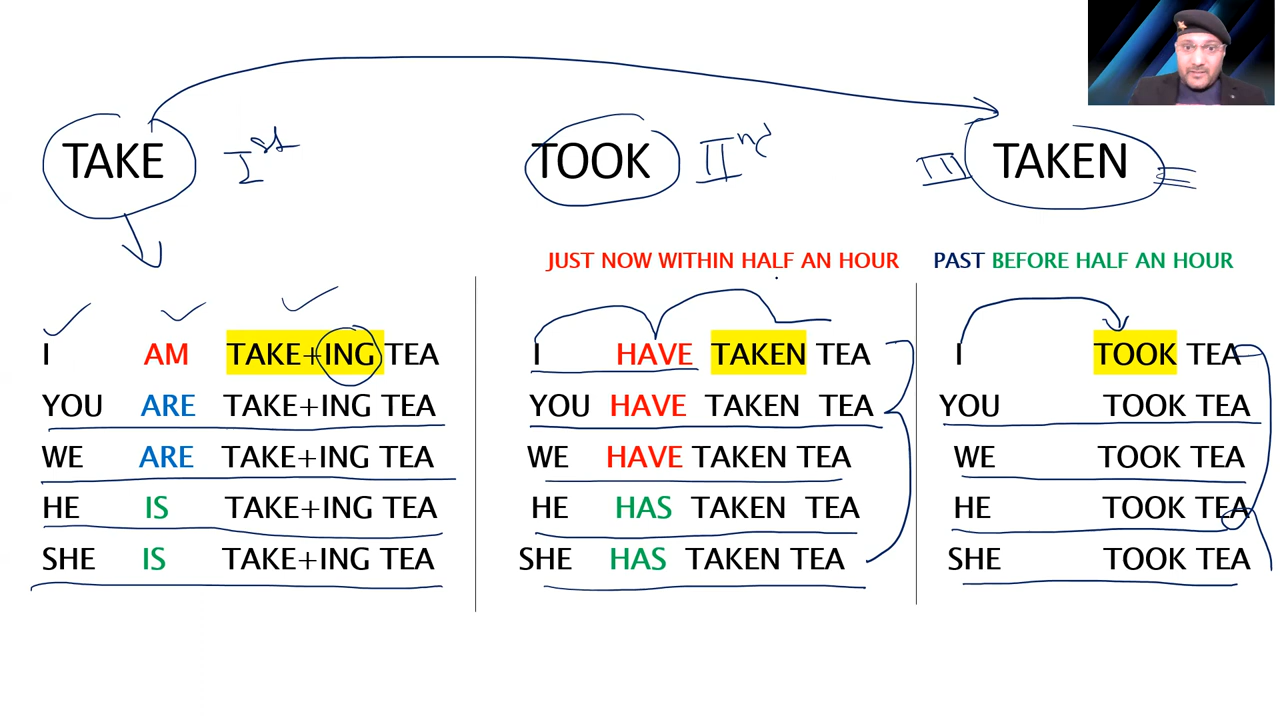 TAKE Ist TOOK IInd III TAKEN
JUST NOW WITHIN HALF AN HOUR PAST BEFORE HALF AN HOUR
I AM TAKE+ING TEA
YOU ARE TAKE+ING TEA
WE ARE TAKE+ING TEA
HE IS TAKE+ING TEA
SHE IS TAKE+ING TEA
I HAVE TAKEN TEA
YOU HAVE TAKEN TEA
WE HAVE TAKEN TEA
HE HAS TAKEN TEA
SHE HAS TAKEN TEA
I TOOK TEA
YOU TOOK TEA
WE TOOK TEA
HE TOOK TEA
SHE TOOK TEA